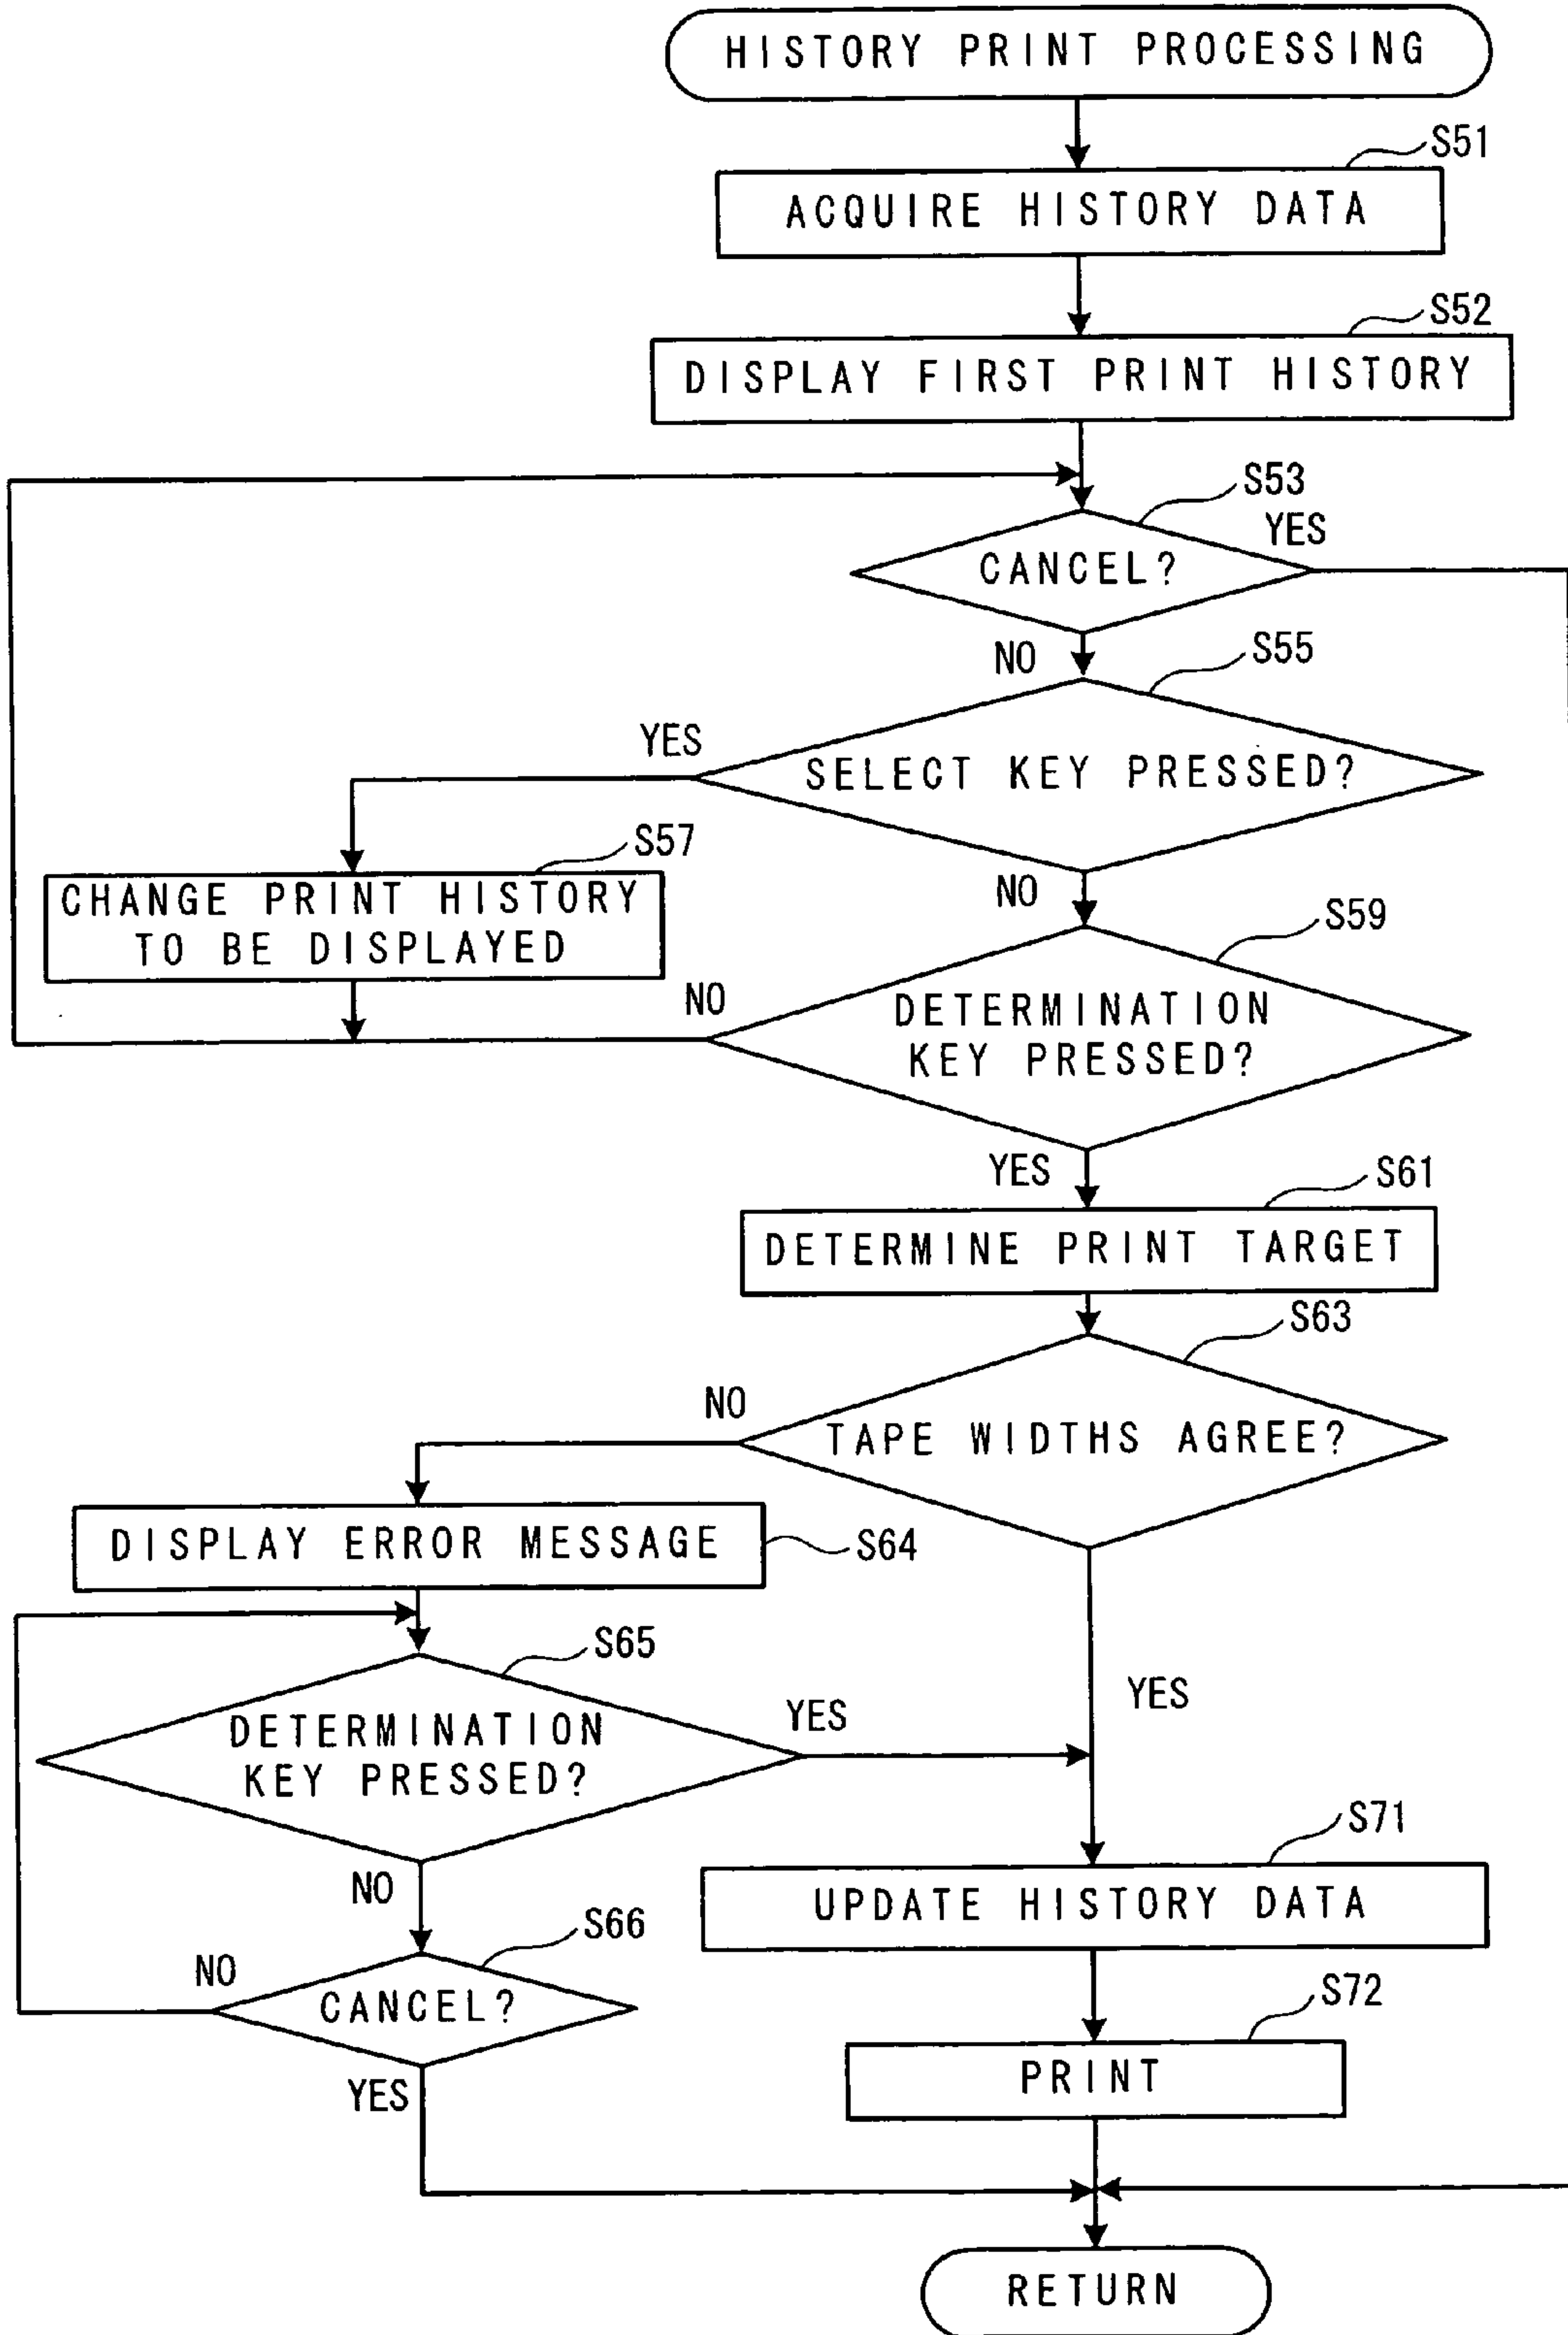 HISTORY PRINT PROCESSING
S51
ACQUIRE HISTORY DATA
S52
DISPLAY FIRST PRINT HISTORY
S53
CANCEL?
YES
NO
S55
SELECT KEY PRESSED?
YES
NO
S57
CHANGE PRINT HISTORY
TO BE DISPLAYED
S59
DETERMINATION
KEY PRESSED?
NO
YES
S61
DETERMINE PRINT TARGET
S63
TAPE WIDTHS AGREE?
NO
YES
DISPLAY ERROR MESSAGE
S64
S65
DETERMINATION
KEY PRESSED?
YES
NO
S66
CANCEL?
NO
YES
S71
UPDATE HISTORY DATA
S72
PRINT
RETURN